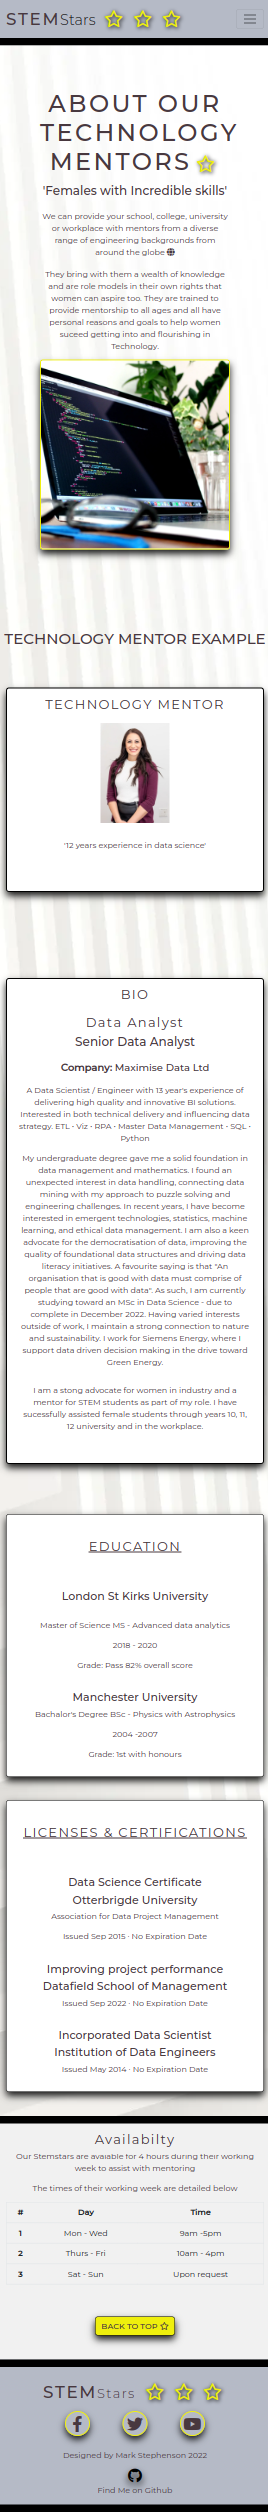 STEMStars
ABOUT OUR
TECHNOLOGY
MENTORS
'Females with Incredible skills'
We can provide your school, college, university
or workplace with mentors from a diverse
range of engineering backgrounds from
around the globe
They bring with them a wealth of knowledge
and are role models in their own rights that
women can aspire too. They are trained to
provide mentorship to all ages and all have
personal reasons and goals to help women
suceed getting into and flourishing in
Technology.
TECHNOLOGY MENTOR EXAMPLE
TECHNOLOGY MENTOR
'12 years experience in data science'
BIO
Data Analyst
Senior Data Analyst
Company: Maximise Data Ltd
A Data Scientist / Engineer with 13 year's experience of
delivering high quality and innovative BI solutions.
Interested in both technical delivery and influencing data
strategy. ETL • Viz • RPA • Master Data Management • SQL •
Python
My undergraduate degree gave me a solid foundation in
data management and mathematics. I found an
unexpected interest in data handling, connecting data
mining with my approach to puzzle solving and
engineering challenges. In recent years, I have become
interested in emergent technologies, statistics, machine
learning, and ethical data management. I am also a keen
advocate for the democratisation of data, improving the
quality of foundational data structures and driving data
literacy initiatives. A favourite saying is that "An
organisation that is good with data must comprise of
people that are good with data". As such, I am currently
studying toward an MSc in Data Science - due to
complete in December 2022. Having varied interests
outside of work, I maintain a strong connection to nature
and sustainability. I work for Siemens Energy, where I
support data driven decision making in the drive toward
Green Energy.
I am a stong advocate for women in industry and a
mentor for STEM students as part of my role. I have
sucessfully assisted female students through years 10, 11,
12 university and in the workplace.
EDUCATION
London St Kirks University
Master of Science MS - Advanced data analytics
2018 - 2020
Grade: Pass 82% overall score
Manchester University
Bachalor's Degree BSc - Physics with Astrophysics
2004 -2007
Grade: 1st with honours
LICENSES & CERTIFICATIONS
Data Science Certificate
Otterbrigde University
Association for Data Project Management
Issued Sep 2015 · No Expiration Date
Improving project performance
Datafield School of Management
Issued Sep 2022 · No Expiration Date
Incorporated Data Scientist
Institution of Data Engineers
Issued May 2014 · No Expiration Date
Availabilty
Our Stemstars are avaiable for 4 hours during their working
week to assist with mentoring
The times of their working week are detailed below
# Day Time
1 Mon - Wed 9am -5pm
2 Thurs - Fri 10am - 4pm
3 Sat - Sun Upon request
BACK TO TOP
STEMStars
Designed by Mark Stephenson 2022
Find Me on Github